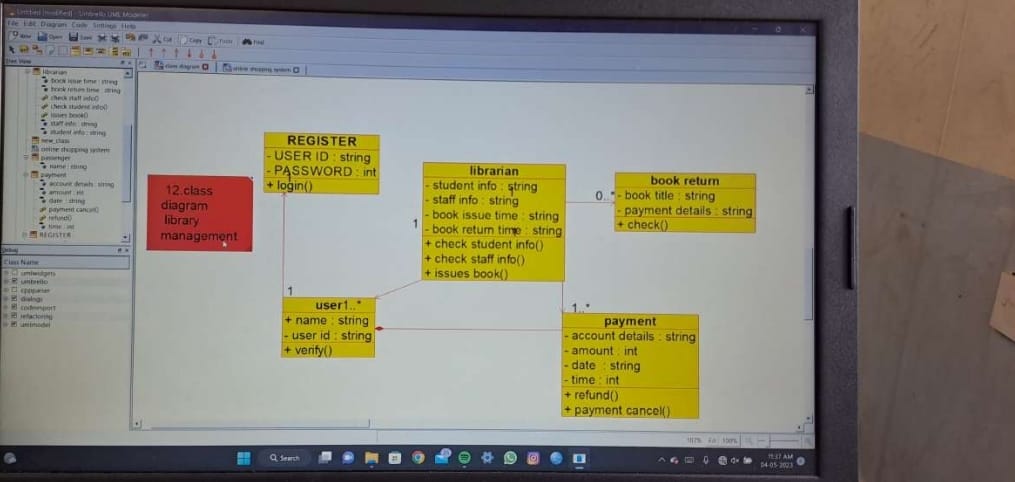 Untitled [modified] - Umbrello UML Modeller
File Edit Diagram Code Settings Help
New Open Save Cut Copy Paste Find
Tree View
class diagram
online shopping system
librarian
book issue time : string
book return time : string
check staff info()
check student info()
issues book()
staff info : string
student info : string
new_class
online shopping system
passenger
name : string
payment
account details : string
amount : int
date : string
payment cancel()
refund()
time : int
REGISTER
Debug
Class Name
umlwidgets
umbrello
cppparser
dialogs
codeimport
refactoring
umlmodel
12.class
diagram
library
management
REGISTER
- USER ID : string
- PASSWORD : int
+ login()
1
librarian
- student info : string
- staff info : string
- book issue time : string
- book return time : string
+ check student info()
+ check staff info()
+ issues book()
1
0..*
book return
- book title : string
- payment details : string
+ check()
1
user1..*
+ name : string
- user id : string
+ verify()
1..*
payment
- account details : string
- amount : int
- date : string
- time : int
+ refund()
+ payment cancel()
107% Fit 100%
Search
11:37 AM
04-05-2023